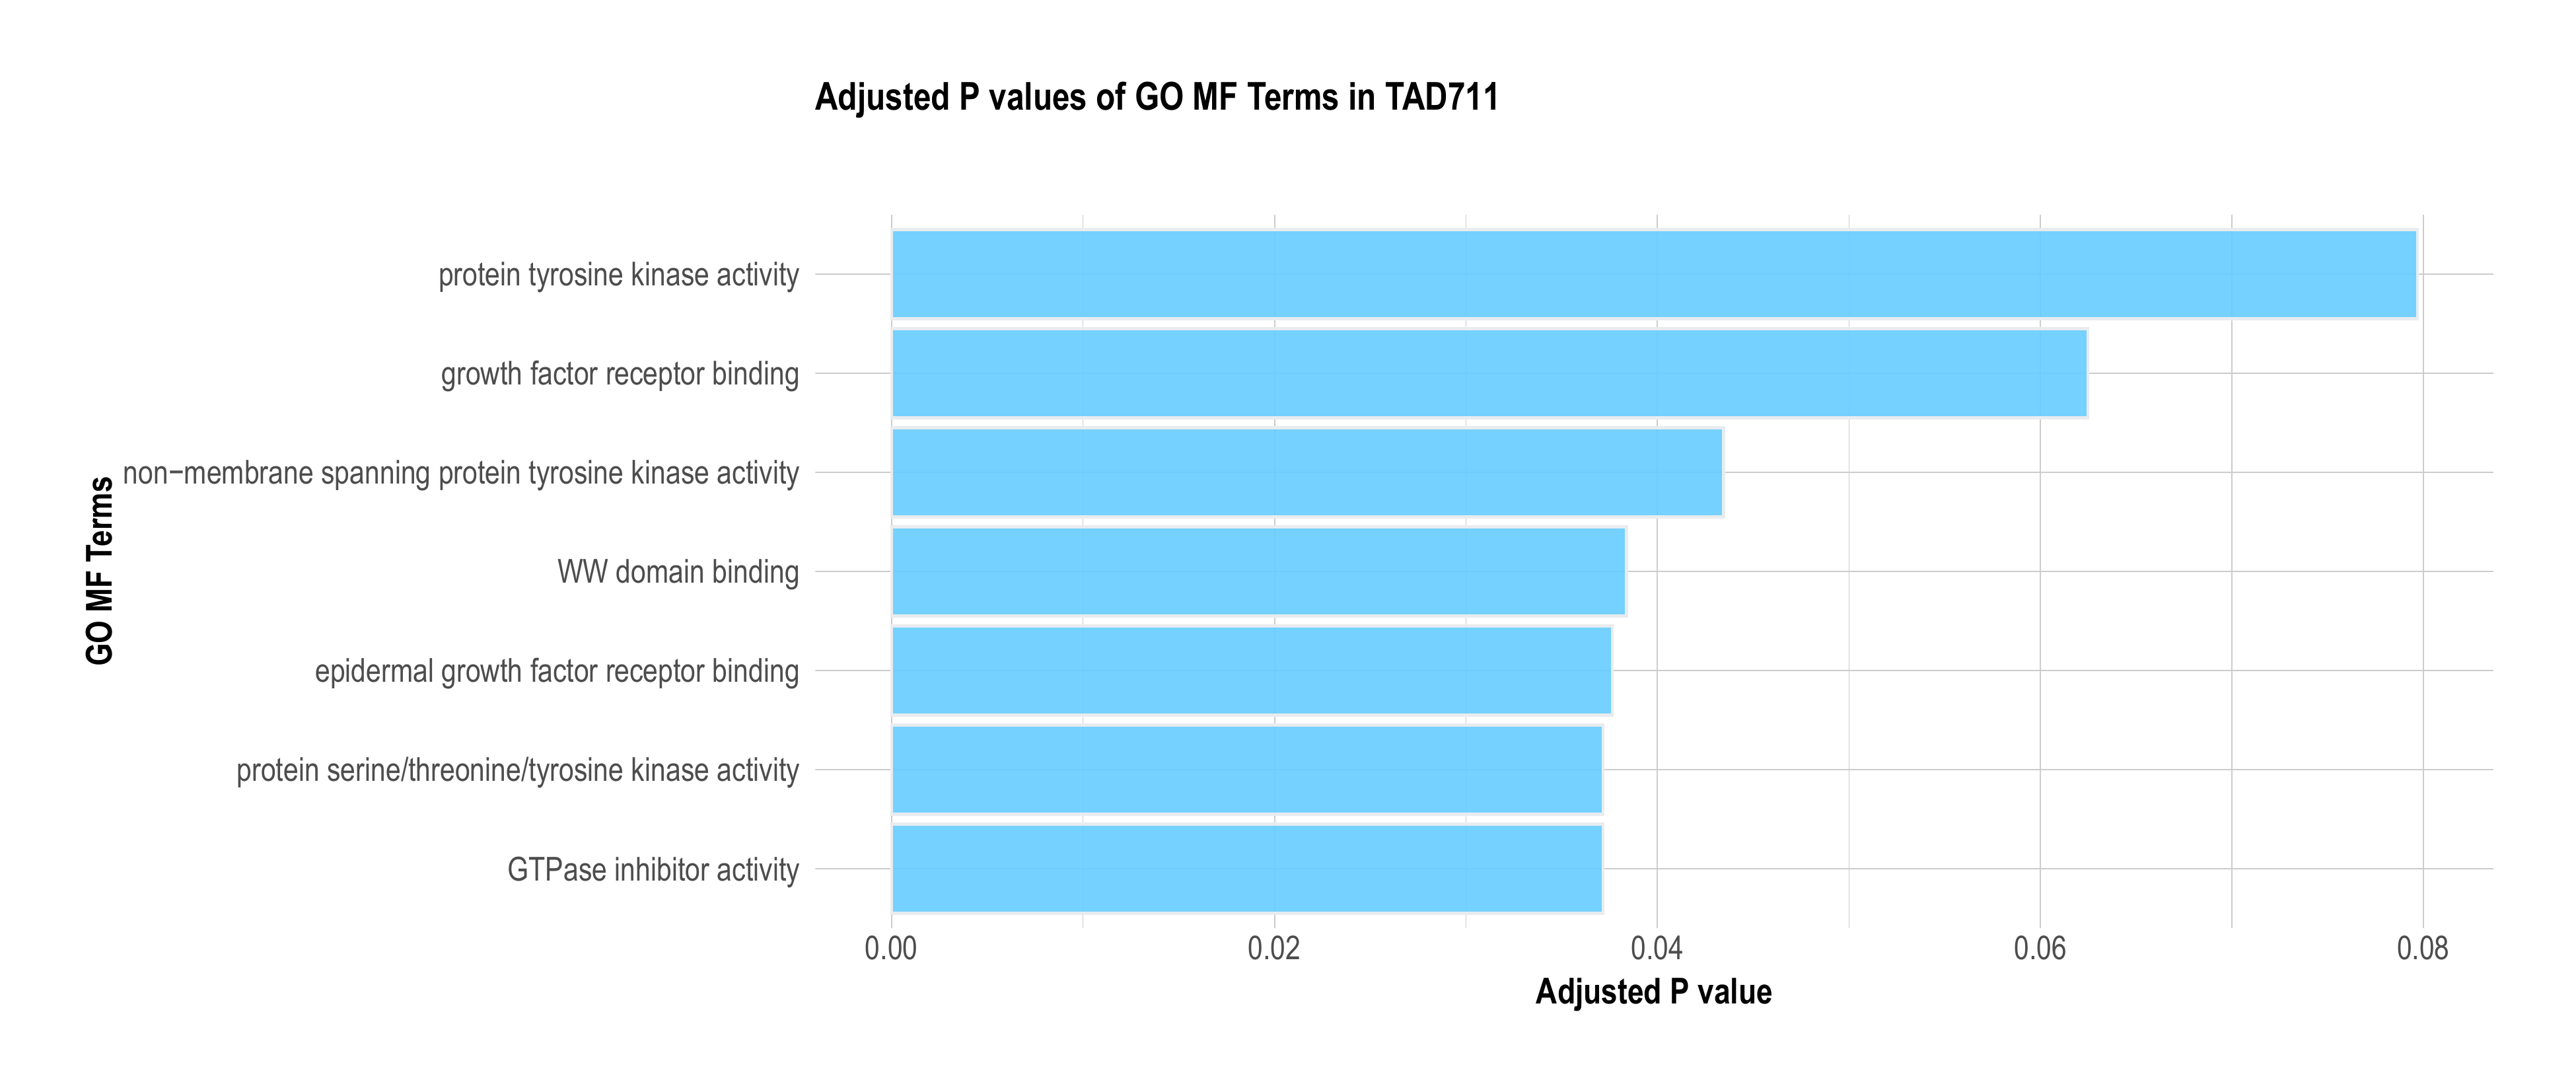 Adjusted P values of GO MF Terms in TAD711
GO MF Terms
protein tyrosine kinase activity
growth factor receptor binding
non−membrane spanning protein tyrosine kinase activity
WW domain binding
epidermal growth factor receptor binding
protein serine/threonine/tyrosine kinase activity
GTPase inhibitor activity
0.00 0.02 0.04 0.06 0.08
Adjusted P value